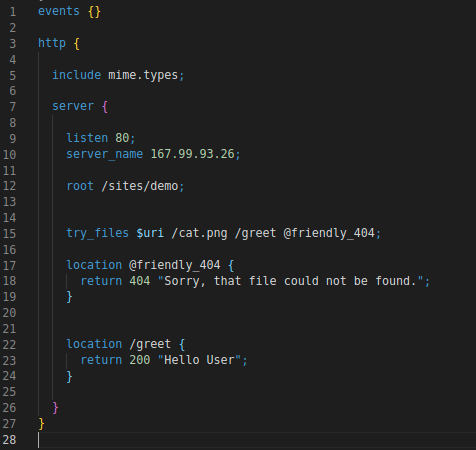 1 events {}
2
3 http {
4
5 include mime.types;
6
7 server {
8
9 listen 80;
10 server_name 167.99.93.26;
11
12 root /sites/demo;
13
14
15 try_files $uri /cat.png /greet @friendly_404;
16
17 location @friendly_404 {
18 return 404 "Sorry, that file could not be found.";
19 }
20
21
22 location /greet {
23 return 200 "Hello User";
24 }
25
26 }
27 }
28